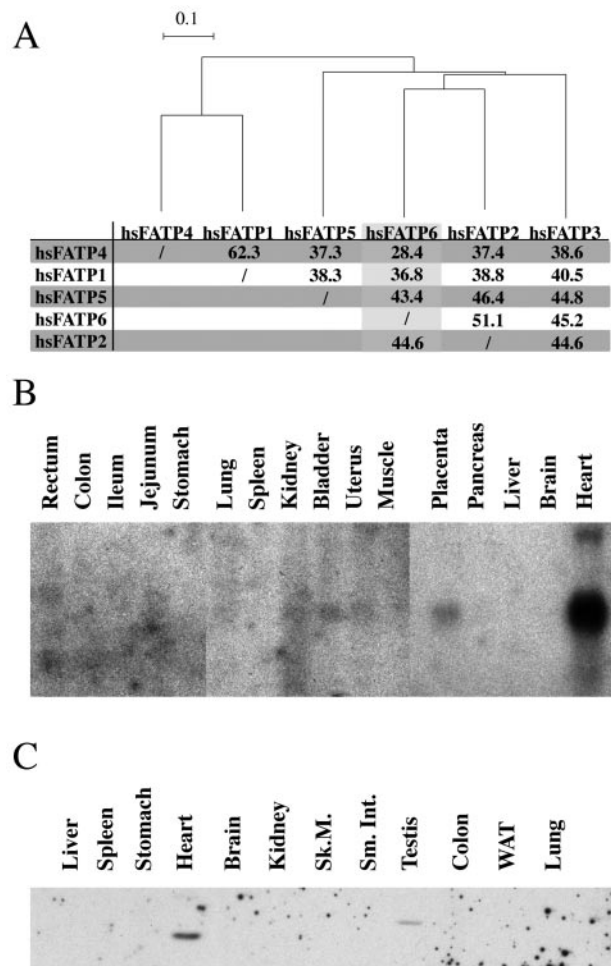 A
0.1
hsFATP4 hsFATP1 hsFATP5 hsFATP6 hsFATP2 hsFATP3
hsFATP4 / 62.3 37.3 28.4 37.4 38.6
hsFATP1 / 38.3 36.8 38.8 40.5
hsFATP5 / 43.4 46.4 44.8
hsFATP6 / 51.1 45.2
hsFATP2 44.6 / 44.6
B
Rectum Colon Ileum Jejunum Stomach Lung Spleen Kidney Bladder Uterus Muscle Placenta Pancreas Liver Brain Heart
C
Liver Spleen Stomach Heart Brain Kidney Sk.M. Sm. Int. Testis Colon WAT Lung